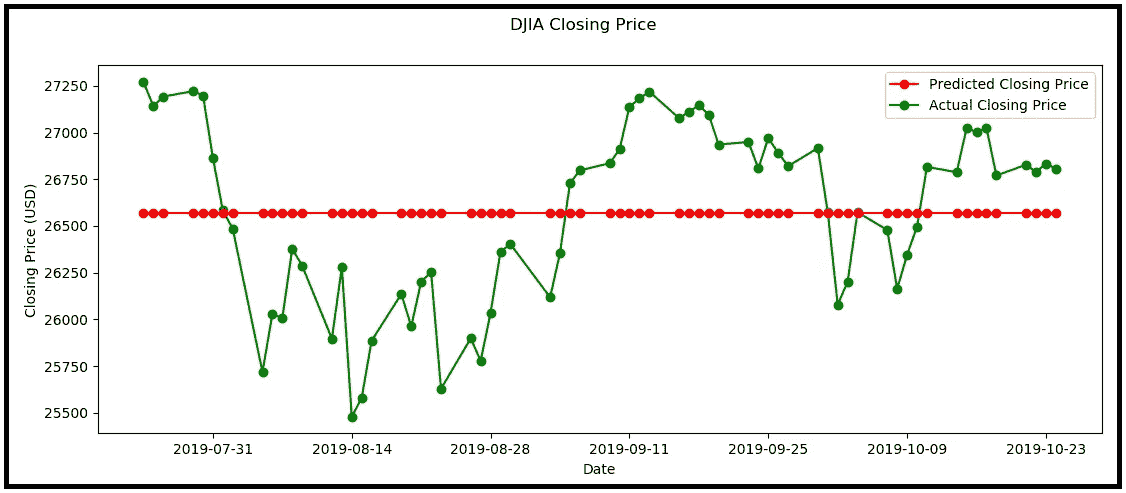 DJIA Closing Price
Predicted Closing Price
Actual Closing Price
Closing Price (USD)
27250
27000
26750
26500
26250
26000
25750
25500
2019-07-31 2019-08-14 2019-08-28 2019-09-11 2019-09-25 2019-10-09 2019-10-23
Date